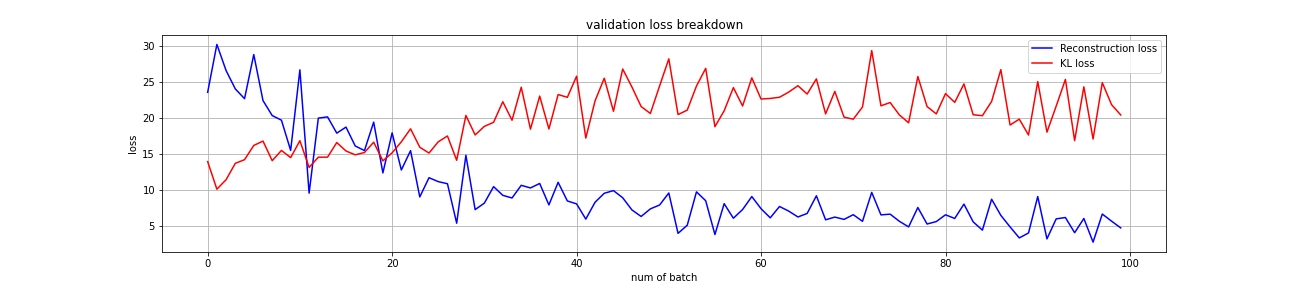 validation loss breakdown
Reconstruction loss
KL loss
loss
30
25
20
15
10
5
0
20
40
60
80
100
num of batch